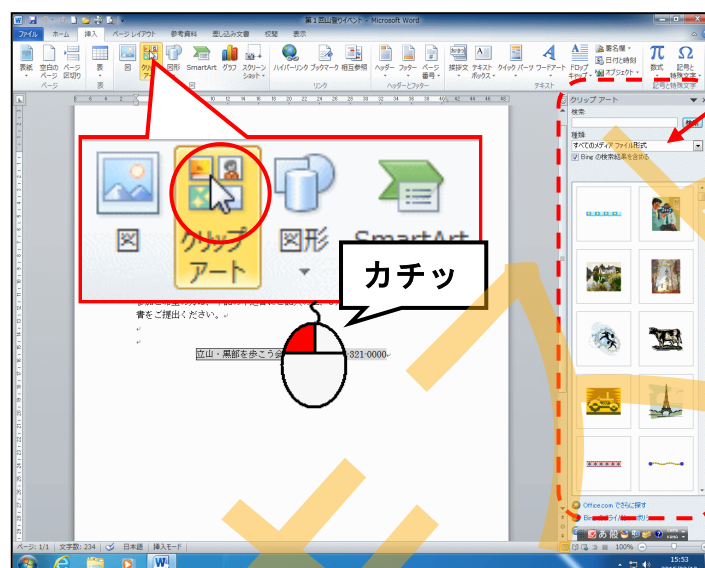 第1回山登りイベント - Microsoft Word
ファイル ホーム 挿入 ページ レイアウト 参考資料 差し込み文書 校閲 表示
表紙 空白のページ ページ区切り 表 図 クリップアート 図形 SmartArt グラフ スクリーンショット ハイパーリンク ブックマーク 相互参照 ヘッダー フッター ページ番号 挨拶文 テキストボックス クイック パーツ ワードアート ドロップキャップ 署名欄 日付と時刻 オブジェクト 数式 記号と特殊文字
ページ 表 図 リンク ヘッダーとフッター テキスト 記号と特殊文字
クリップ アート
検索:
検索
種類:
すべてのメディア ファイル形式
Bing の検索結果を含める
図
クリップ
アート
図形
SmartArt
カチッ
書をご提出ください。
立山・黒部を歩こう会
321-0000
Office.com でさらに探す
ページ: 1/1 文字数: 234 日本語 挿入モード
100%
あ 般
15:53